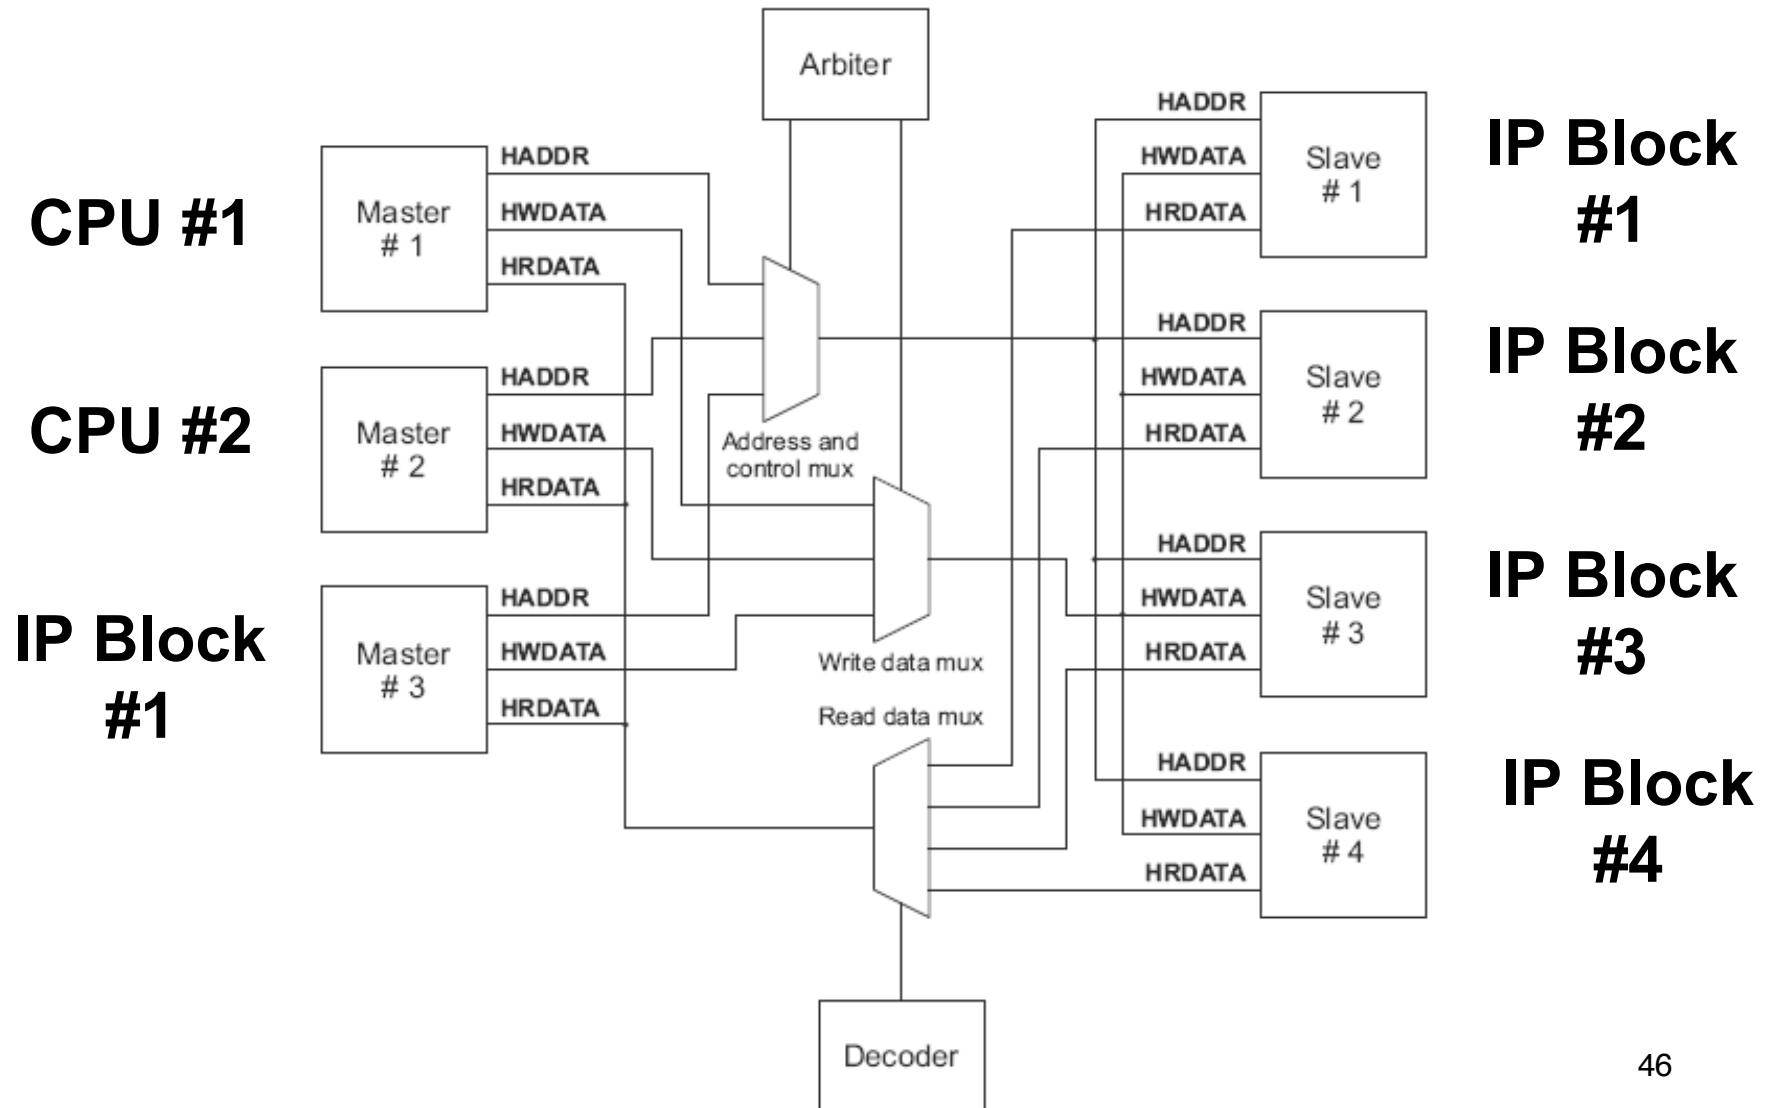 Arbiter
CPU #1
Master
# 1
HADDR
HWDATA
HRDATA
CPU #2
Master
# 2
HADDR
HWDATA
HRDATA
IP Block
#1
Master
# 3
HADDR
HWDATA
HRDATA
Address and
control mux
Write data mux
Read data mux
HADDR
HWDATA
HRDATA
Slave
# 1
IP Block
#1
HADDR
HWDATA
HRDATA
Slave
# 2
IP Block
#2
HADDR
HWDATA
HRDATA
Slave
# 3
IP Block
#3
HADDR
HWDATA
HRDATA
Slave
# 4
IP Block
#4
Decoder
46